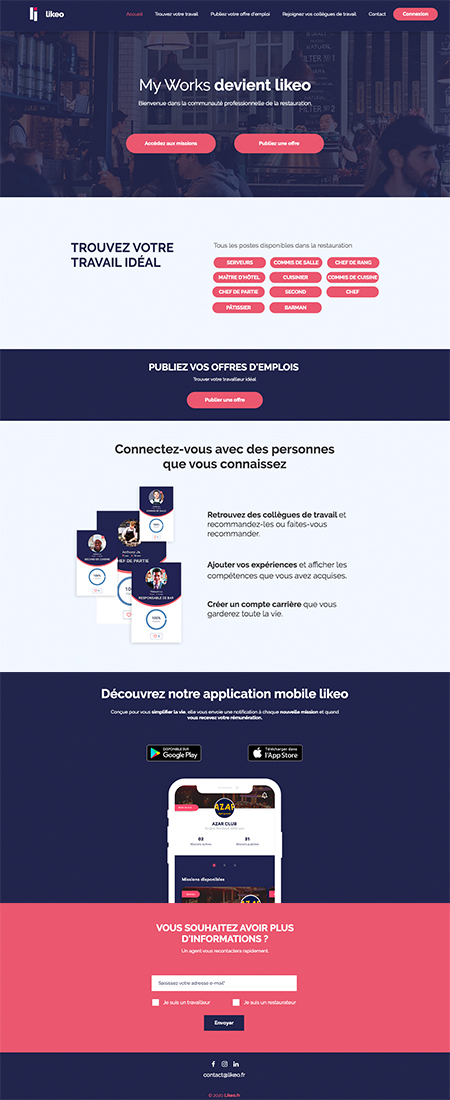 likeo
Accueil Trouvez votre travail Publiez votre offre d'emploi Rejoignez vos collègues de travail Contact Connexion
My Works devient likeo
Bienvenue dans la communauté professionnelle de la restauration.
Accédez aux missions Publiez une offre
TROUVEZ VOTRE
TRAVAIL IDÉAL
Tous les postes disponibles dans la restauration
SERVEURS COMMIS DE SALLE CHEF DE RANG
MAÎTRE D'HÔTEL CUISINIER COMMIS DE CUISINE
CHEF DE PARTIE SECOND CHEF
PÂTISSIER BARMAN
PUBLIEZ VOS OFFRES D'EMPLOIS
Trouver votre travailleur idéal
Publier une offre
Connectez-vous avec des personnes
que vous connaissez
CHEF DE PARTIE
100%
RESPONSABLE DE BAR
100%
Retrouvez des collègues de travail et
recommandez-les ou faites-vous
recommander.
Ajouter vos expériences et afficher les
compétences que vous avez acquises.
Créer un compte carrière que vous
garderez toute la vie.
Découvrez notre application mobile likeo
Conçue pour vous simplifier la vie, elle vous envoie une notification à chaque nouvelle mission et quand
vous recevez votre rémunération.
DISPONIBLE SUR
Google Play
Télécharger dans
l'App Store
AZAR
AZAR CLUB
02 31
Missions actives Missions publiées
Missions disponibles
AZAR
VOUS SOUHAITEZ AVOIR PLUS
D'INFORMATIONS ?
Un agent vous recontactera rapidement.
Saisissez votre adresse e-mail*
Je suis un travailleur Je suis un restaurateur
Envoyer
contact@likeo.fr
© 2020 Likeo.fr